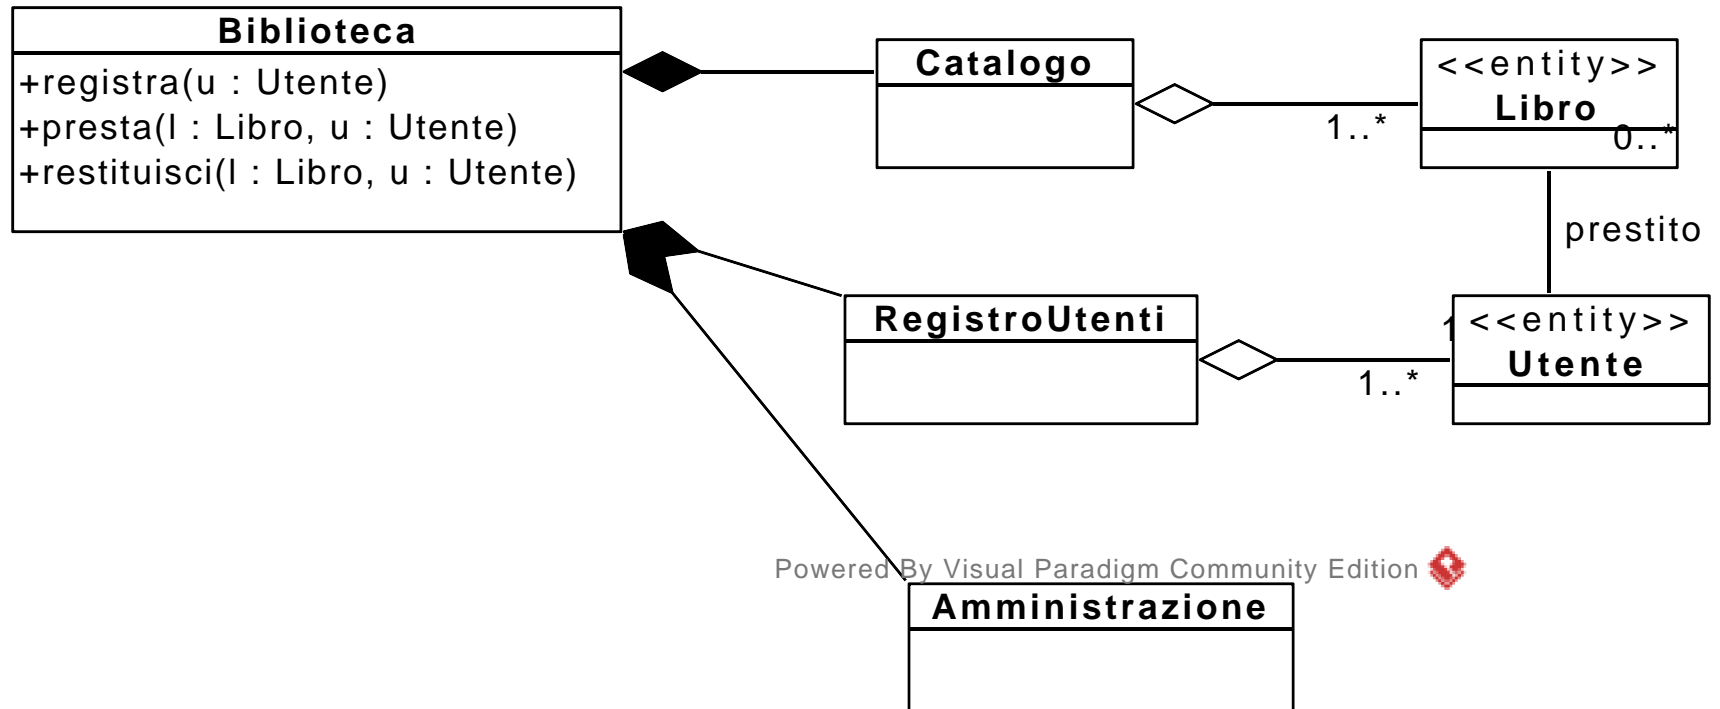 Biblioteca
+registra(u : Utente)
+presta(l : Libro, u : Utente)
+restituisci(l : Libro, u : Utente)
Catalogo
1..*
<<entity>>
Libro
0..*
prestito
RegistroUtenti
1..*
1
<<entity>>
Utente
Powered By Visual Paradigm Community Edition
Amministrazione